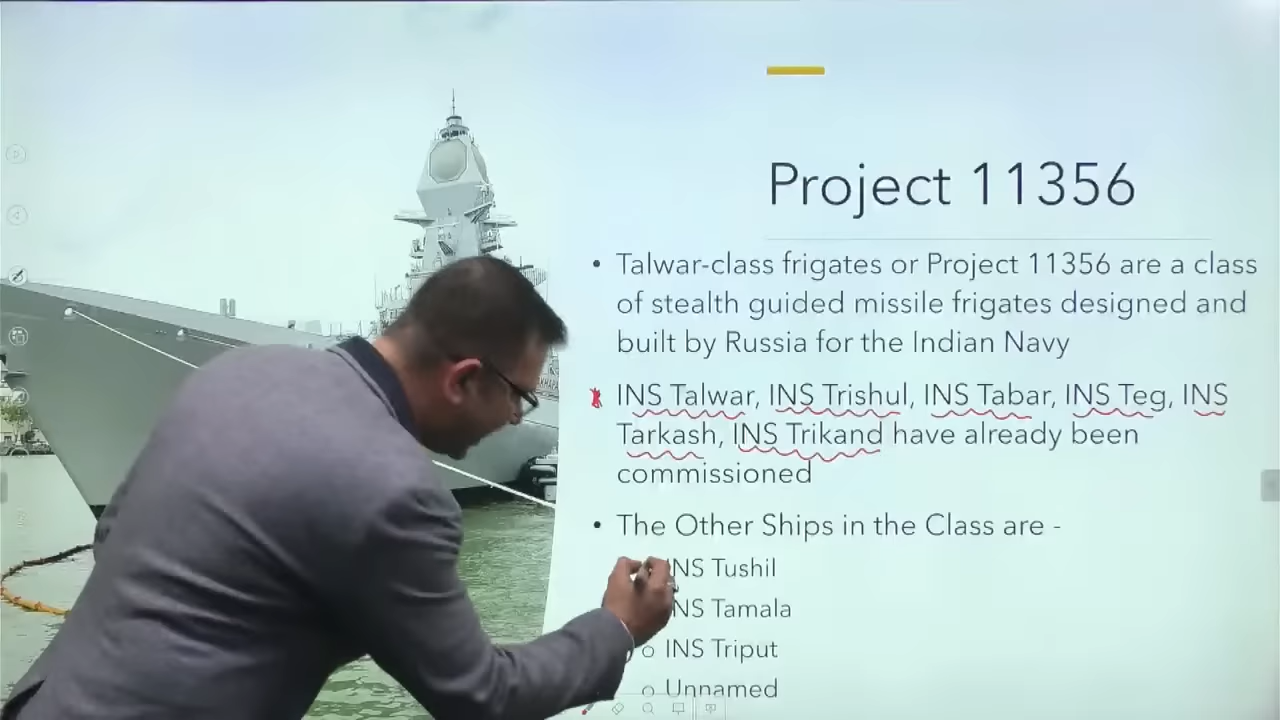 Project 11356
• Talwar-class frigates or Project 11356 are a class
of stealth guided missile frigates designed and
built by Russia for the Indian Navy
INS Talwar, INS Trishul, INS Tabar, INS Teg, INS
Tarkash, INS Trikand have already been
commissioned
• The Other Ships in the Class are -
INS Tushil
INS Tamala
o INS Triput
o Unnamed